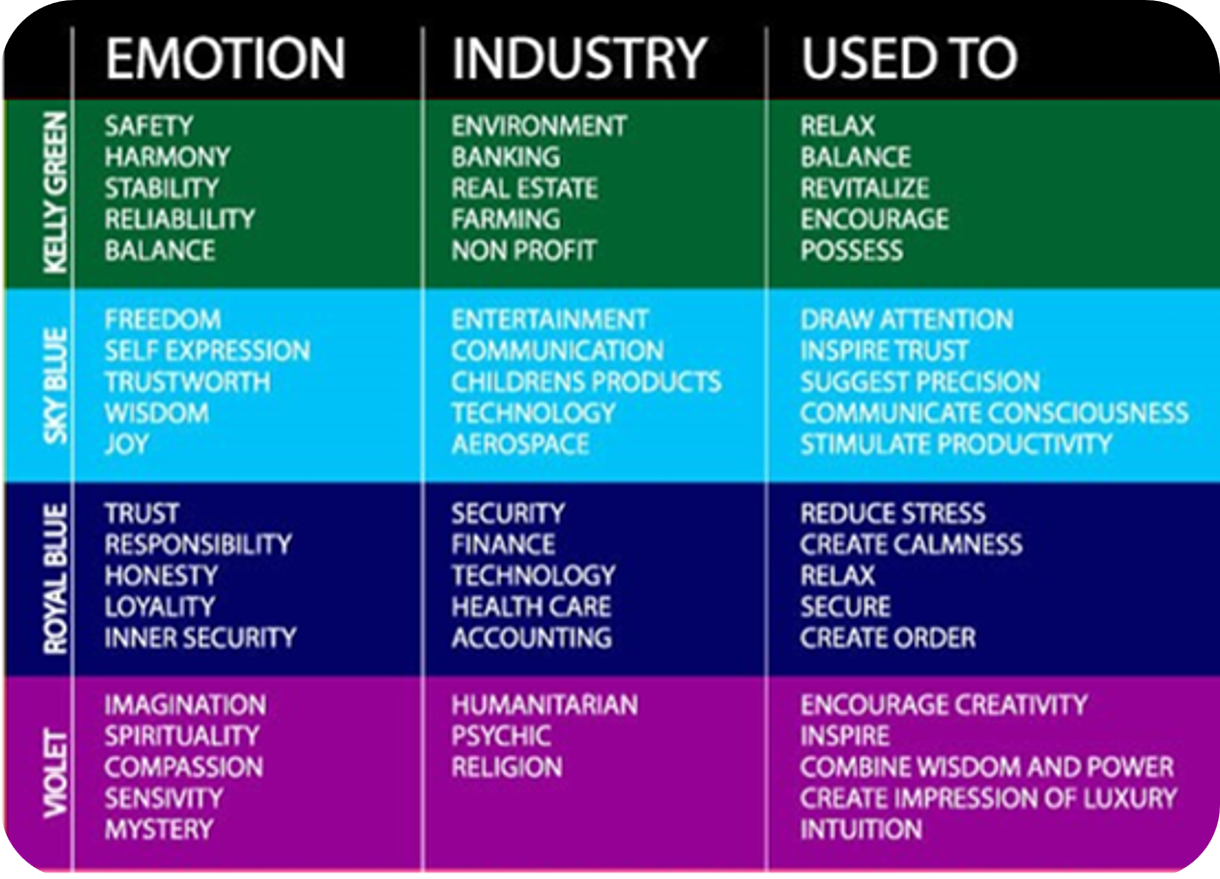 EMOTION
INDUSTRY
USED TO
KELLY GREEN
SAFETY
HARMONY
STABILITY
RELIABLILITY
BALANCE
ENVIRONMENT
BANKING
REAL ESTATE
FARMING
NON PROFIT
RELAX
BALANCE
REVITALIZE
ENCOURAGE
POSSESS
SKY BLUE
FREEDOM
SELF EXPRESSION
TRUSTWORTH
WISDOM
JOY
ENTERTAINMENT
COMMUNICATION
CHILDRENS PRODUCTS
TECHNOLOGY
AEROSPACE
DRAW ATTENTION
INSPIRE TRUST
SUGGEST PRECISION
COMMUNICATE CONSCIOUSNESS
STIMULATE PRODUCTIVITY
ROYAL BLUE
TRUST
RESPONSIBILITY
HONESTY
LOYALITY
INNER SECURITY
SECURITY
FINANCE
TECHNOLOGY
HEALTH CARE
ACCOUNTING
REDUCE STRESS
CREATE CALMNESS
RELAX
SECURE
CREATE ORDER
VIOLET
IMAGINATION
SPIRITUALITY
COMPASSION
SENSIVITY
MYSTERY
HUMANITARIAN
PSYCHIC
RELIGION
ENCOURAGE CREATIVITY
INSPIRE
COMBINE WISDOM AND POWER
CREATE IMPRESSION OF LUXURY
INTUITION